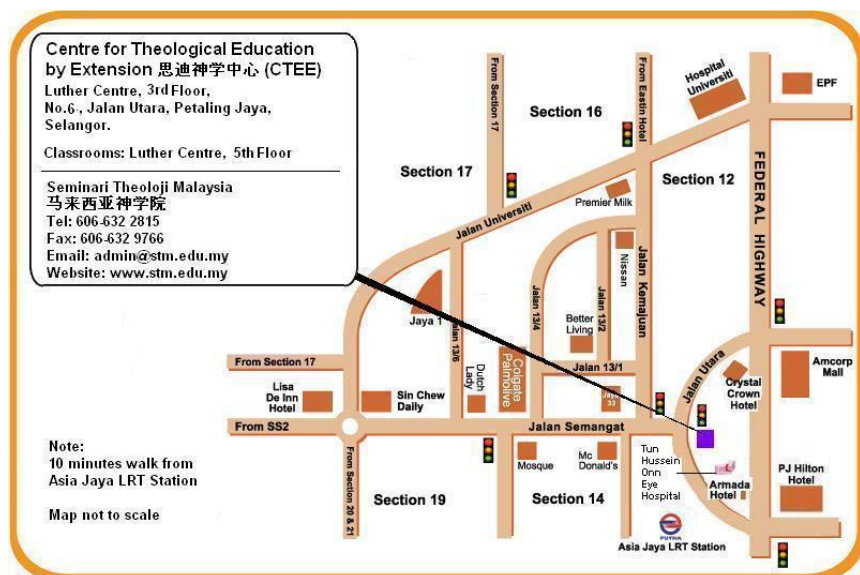 Centre for Theological Education
by Extension 思迪神学中心 (CTEE)
Luther Centre, 3rd Floor,
No.6, Jalan Utara, Petaling Jaya,
Selangor.
Classrooms: Luther Centre, 5th Floor
Seminari Theoloji Malaysia
马来西亚神学院
Tel: 606-632 2815
Fax: 606-632 9766
Email: admin@stm.edu.my
Website: www.stm.edu.my
From Section 17
Section 16
From Eastin Hotel
Hospital
Universiti
EPF
Section 17
Section 12
FEDERAL HIGHWAY
Premier Milk
Jalan Universiti
Nissan
Jalan Kemajuan
Jaya 1
Jalan 13/6
Jalan 13/4
Jalan 13/2
Better
Living
From Section 17
Dutch
Lady
Colgate
Palmolive
Jalan 13/1
Jalan Utara
Crystal
Crown
Hotel
Amcorp
Mall
Lisa
De Inn
Hotel
Sin Chew
Daily
Jaya
33
From SS2
Jalan Semangat
Note:
10 minutes walk from
Asia Jaya LRT Station
Map not to scale
From Section 20 & 21
Section 19
Mosque
Mc
Donald's
Section 14
Tun
Hussein
Onn
Eye
Hospital
Armada
Hotel
PJ Hilton
Hotel
PUTRA
Asia Jaya LRT Station